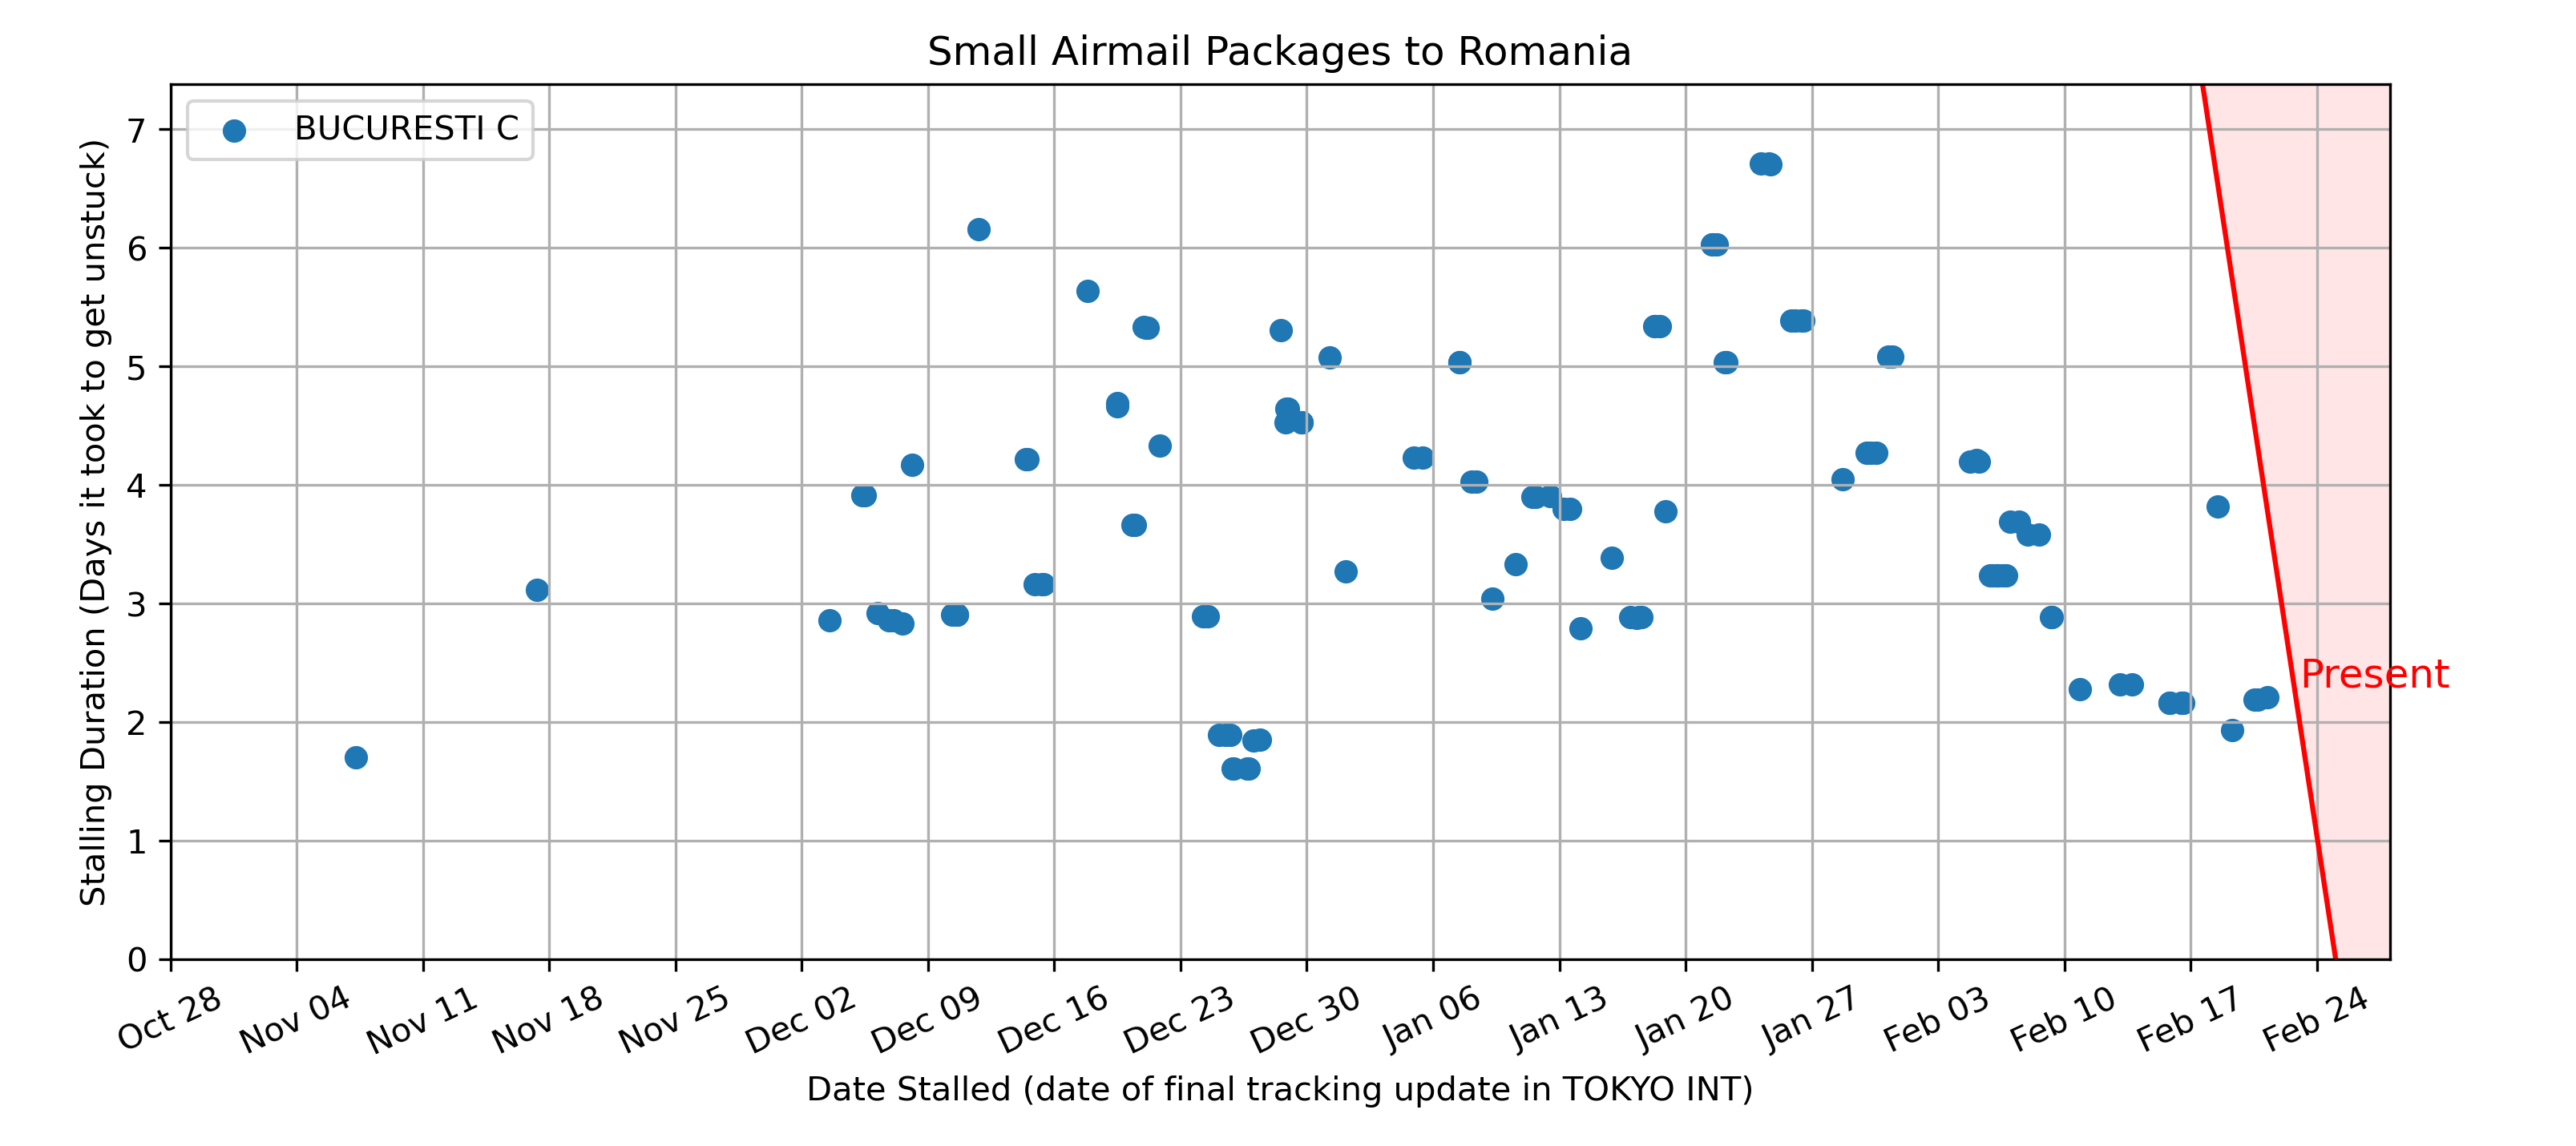 Small Airmail Packages to Romania
BUCURESTI C
Stalling Duration (Days it took to get unstuck)
7
6
5
4
3
2
1
0
Present
Oct 28
Nov 04
Nov 11
Nov 18
Nov 25
Dec 02
Dec 09
Dec 16
Dec 23
Dec 30
Jan 06
Jan 13
Jan 20
Jan 27
Feb 03
Feb 10
Feb 17
Feb 24
Date Stalled (date of final tracking update in TOKYO INT)